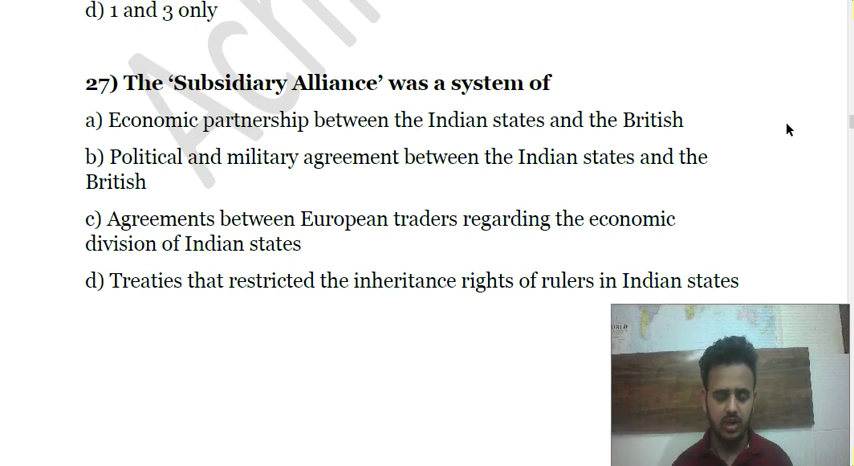 d) 1 and 3 only
27) The ‘Subsidiary Alliance’ was a system of
a) Economic partnership between the Indian states and the British
b) Political and military agreement between the Indian states and the
British
c) Agreements between European traders regarding the economic
division of Indian states
d) Treaties that restricted the inheritance rights of rulers in Indian states